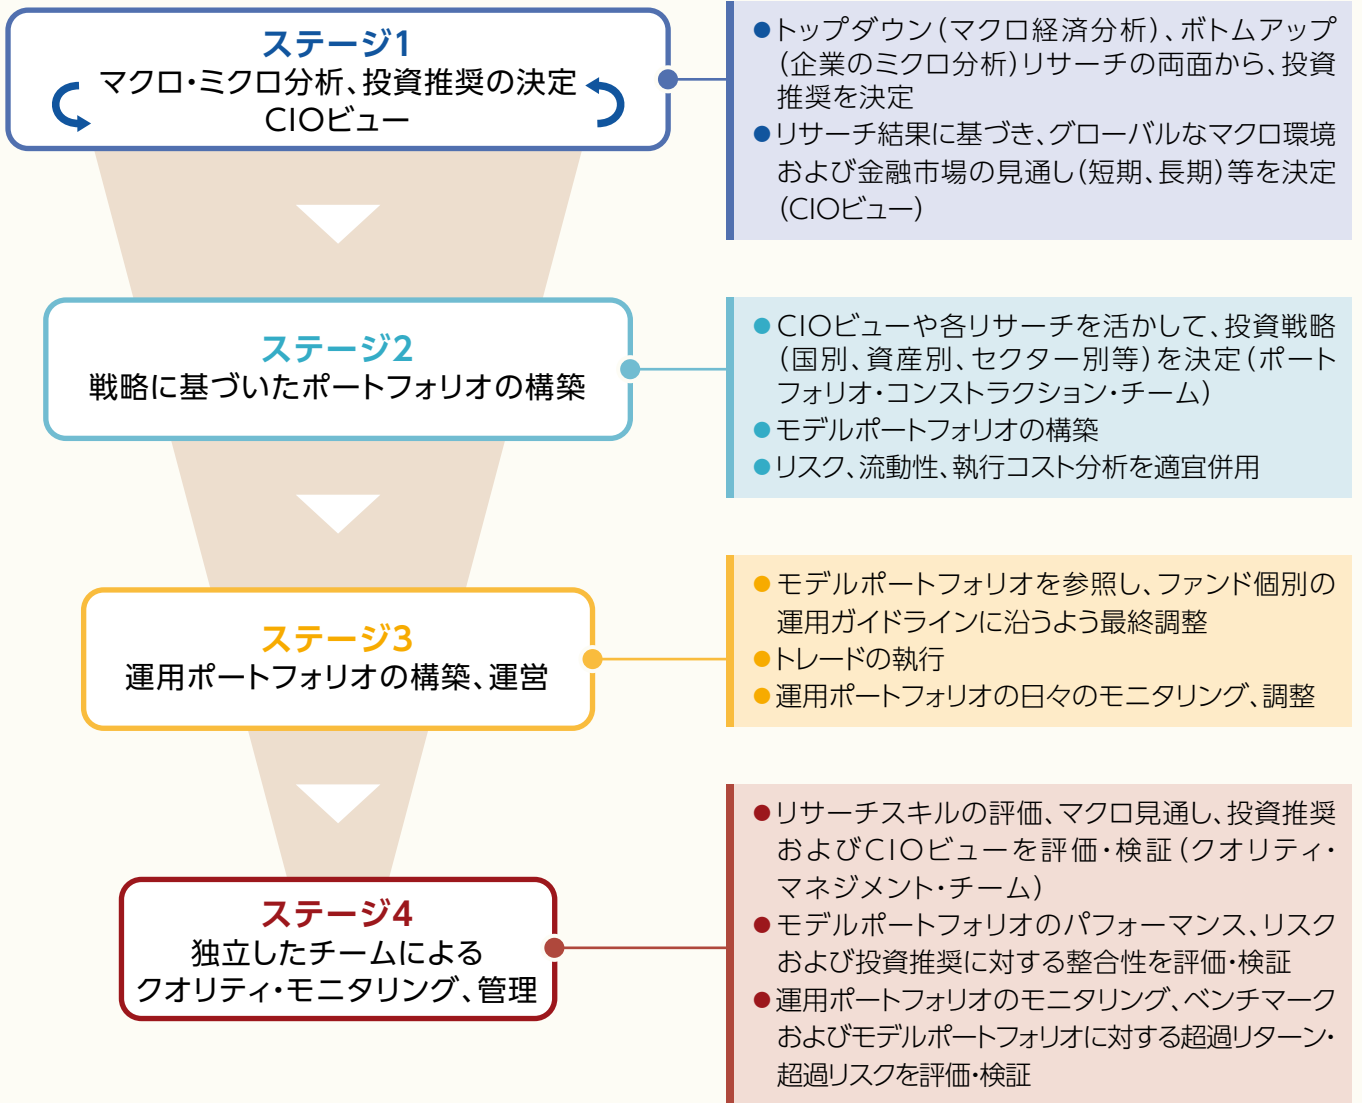 ステージ1
マクロ・ミクロ分析、投資推奨の決定
CIOビュー
●トップダウン(マクロ経済分析)、ボトムアップ
(企業のミクロ分析)リサーチの両面から、投資
推奨を決定
●リサーチ結果に基づき、グローバルなマクロ環境
および金融市場の見通し(短期、長期)等を決定
(CIOビュー)
ステージ2
戦略に基づいたポートフォリオの構築
●CIOビューや各リサーチを活かして、投資戦略
(国別、資産別、セクター別等)を決定(ポート
フォリオ・コンストラクション・チーム)
●モデルポートフォリオの構築
●リスク、流動性、執行コスト分析を適宜併用
ステージ3
運用ポートフォリオの構築、運営
●モデルポートフォリオを参照し、ファンド個別の
運用ガイドラインに沿うよう最終調整
●トレードの執行
●運用ポートフォリオの日々のモニタリング、調整
ステージ4
独立したチームによる
クオリティ・モニタリング、管理
●リサーチスキルの評価、マクロ見通し、投資推奨
およびCIOビューを評価・検証(クオリティ・
マネジメント・チーム)
●モデルポートフォリオのパフォーマンス、リスク
および投資推奨に対する整合性を評価・検証
●運用ポートフォリオのモニタリング、ベンチマーク
およびモデルポートフォリオに対する超過リターン・
超過リスクを評価・検証